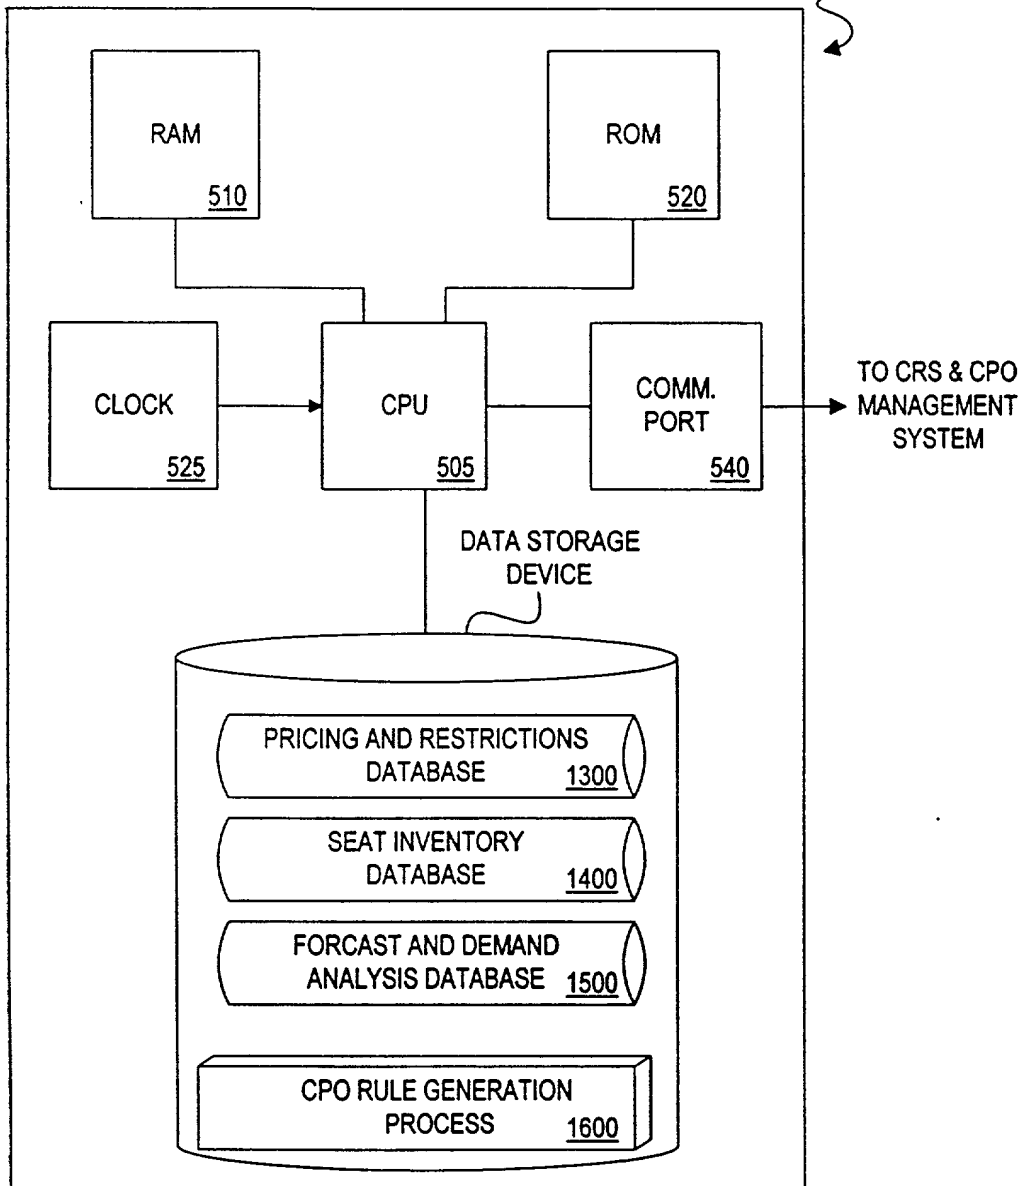 RAM
510
ROM
520
CLOCK
525
CPU
505
COMM.
PORT
540
TO CRS & CPO
MANAGEMENT
SYSTEM
DATA STORAGE
DEVICE
PRICING AND RESTRICTIONS
DATABASE 1300
SEAT INVENTORY
DATABASE 1400
FORCAST AND DEMAND
ANALYSIS DATABASE 1500
CPO RULE GENERATION
PROCESS 1600